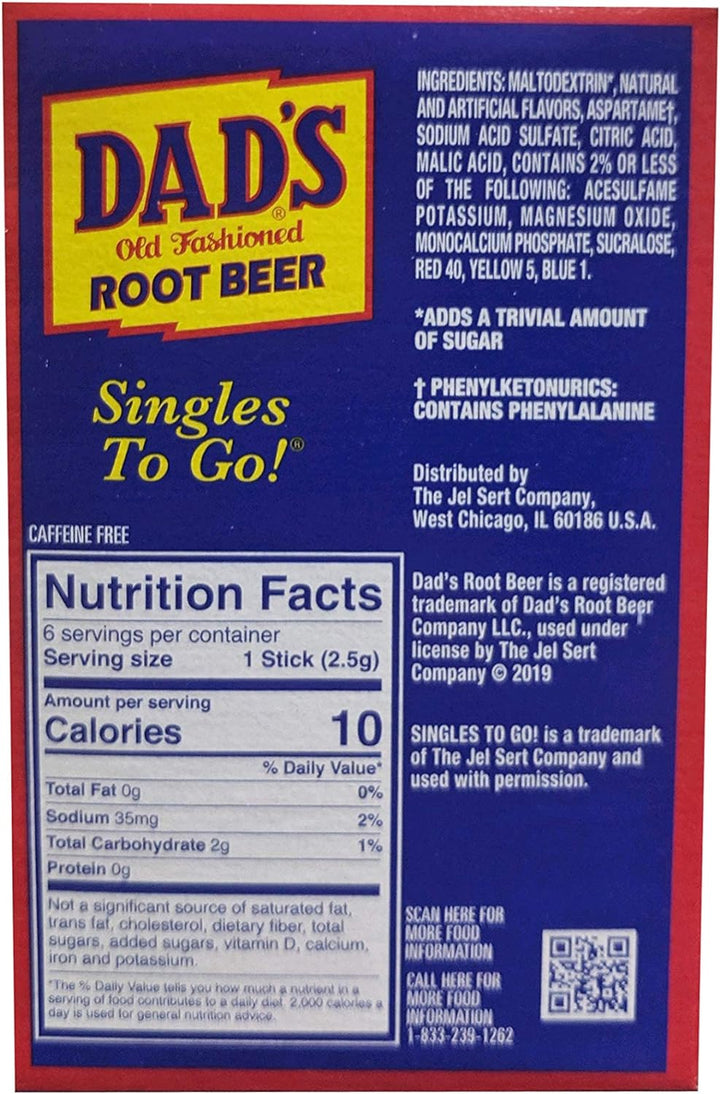 DAD'S®
Old Fashioned
ROOT BEER
Singles
To Go!®
CAFFEINE FREE
Nutrition Facts
6 servings per container
Serving size 1 Stick (2.5g)
Amount per serving
Calories 10
% Daily Value*
Total Fat 0g 0%
Sodium 35mg 2%
Total Carbohydrate 2g 1%
Protein 0g
Not a significant source of saturated fat,
trans fat, cholesterol, dietary fiber, total
sugars, added sugars, vitamin D, calcium,
iron and potassium.
*The % Daily Value tells you how much a nutrient in a
serving of food contributes to a daily diet. 2,000 calories a
day is used for general nutrition advice.
INGREDIENTS: MALTODEXTRIN*, NATURAL
AND ARTIFICIAL FLAVORS, ASPARTAME†,
SODIUM ACID SULFATE, CITRIC ACID,
MALIC ACID, CONTAINS 2% OR LESS
OF THE FOLLOWING: ACESULFAME
POTASSIUM, MAGNESIUM OXIDE,
MONOCALCIUM PHOSPHATE, SUCRALOSE,
RED 40, YELLOW 5, BLUE 1.
*ADDS A TRIVIAL AMOUNT
OF SUGAR
† PHENYLKETONURICS:
CONTAINS PHENYLALANINE
Distributed by
The Jel Sert Company,
West Chicago, IL 60186 U.S.A.
Dad's Root Beer is a registered
trademark of Dad's Root Beer
Company LLC., used under
license by The Jel Sert
Company © 2019
SINGLES TO GO! is a trademark
of The Jel Sert Company and
used with permission.
SCAN HERE FOR
MORE FOOD
INFORMATION
CALL HERE FOR
MORE FOOD
INFORMATION
1-833-239-1262